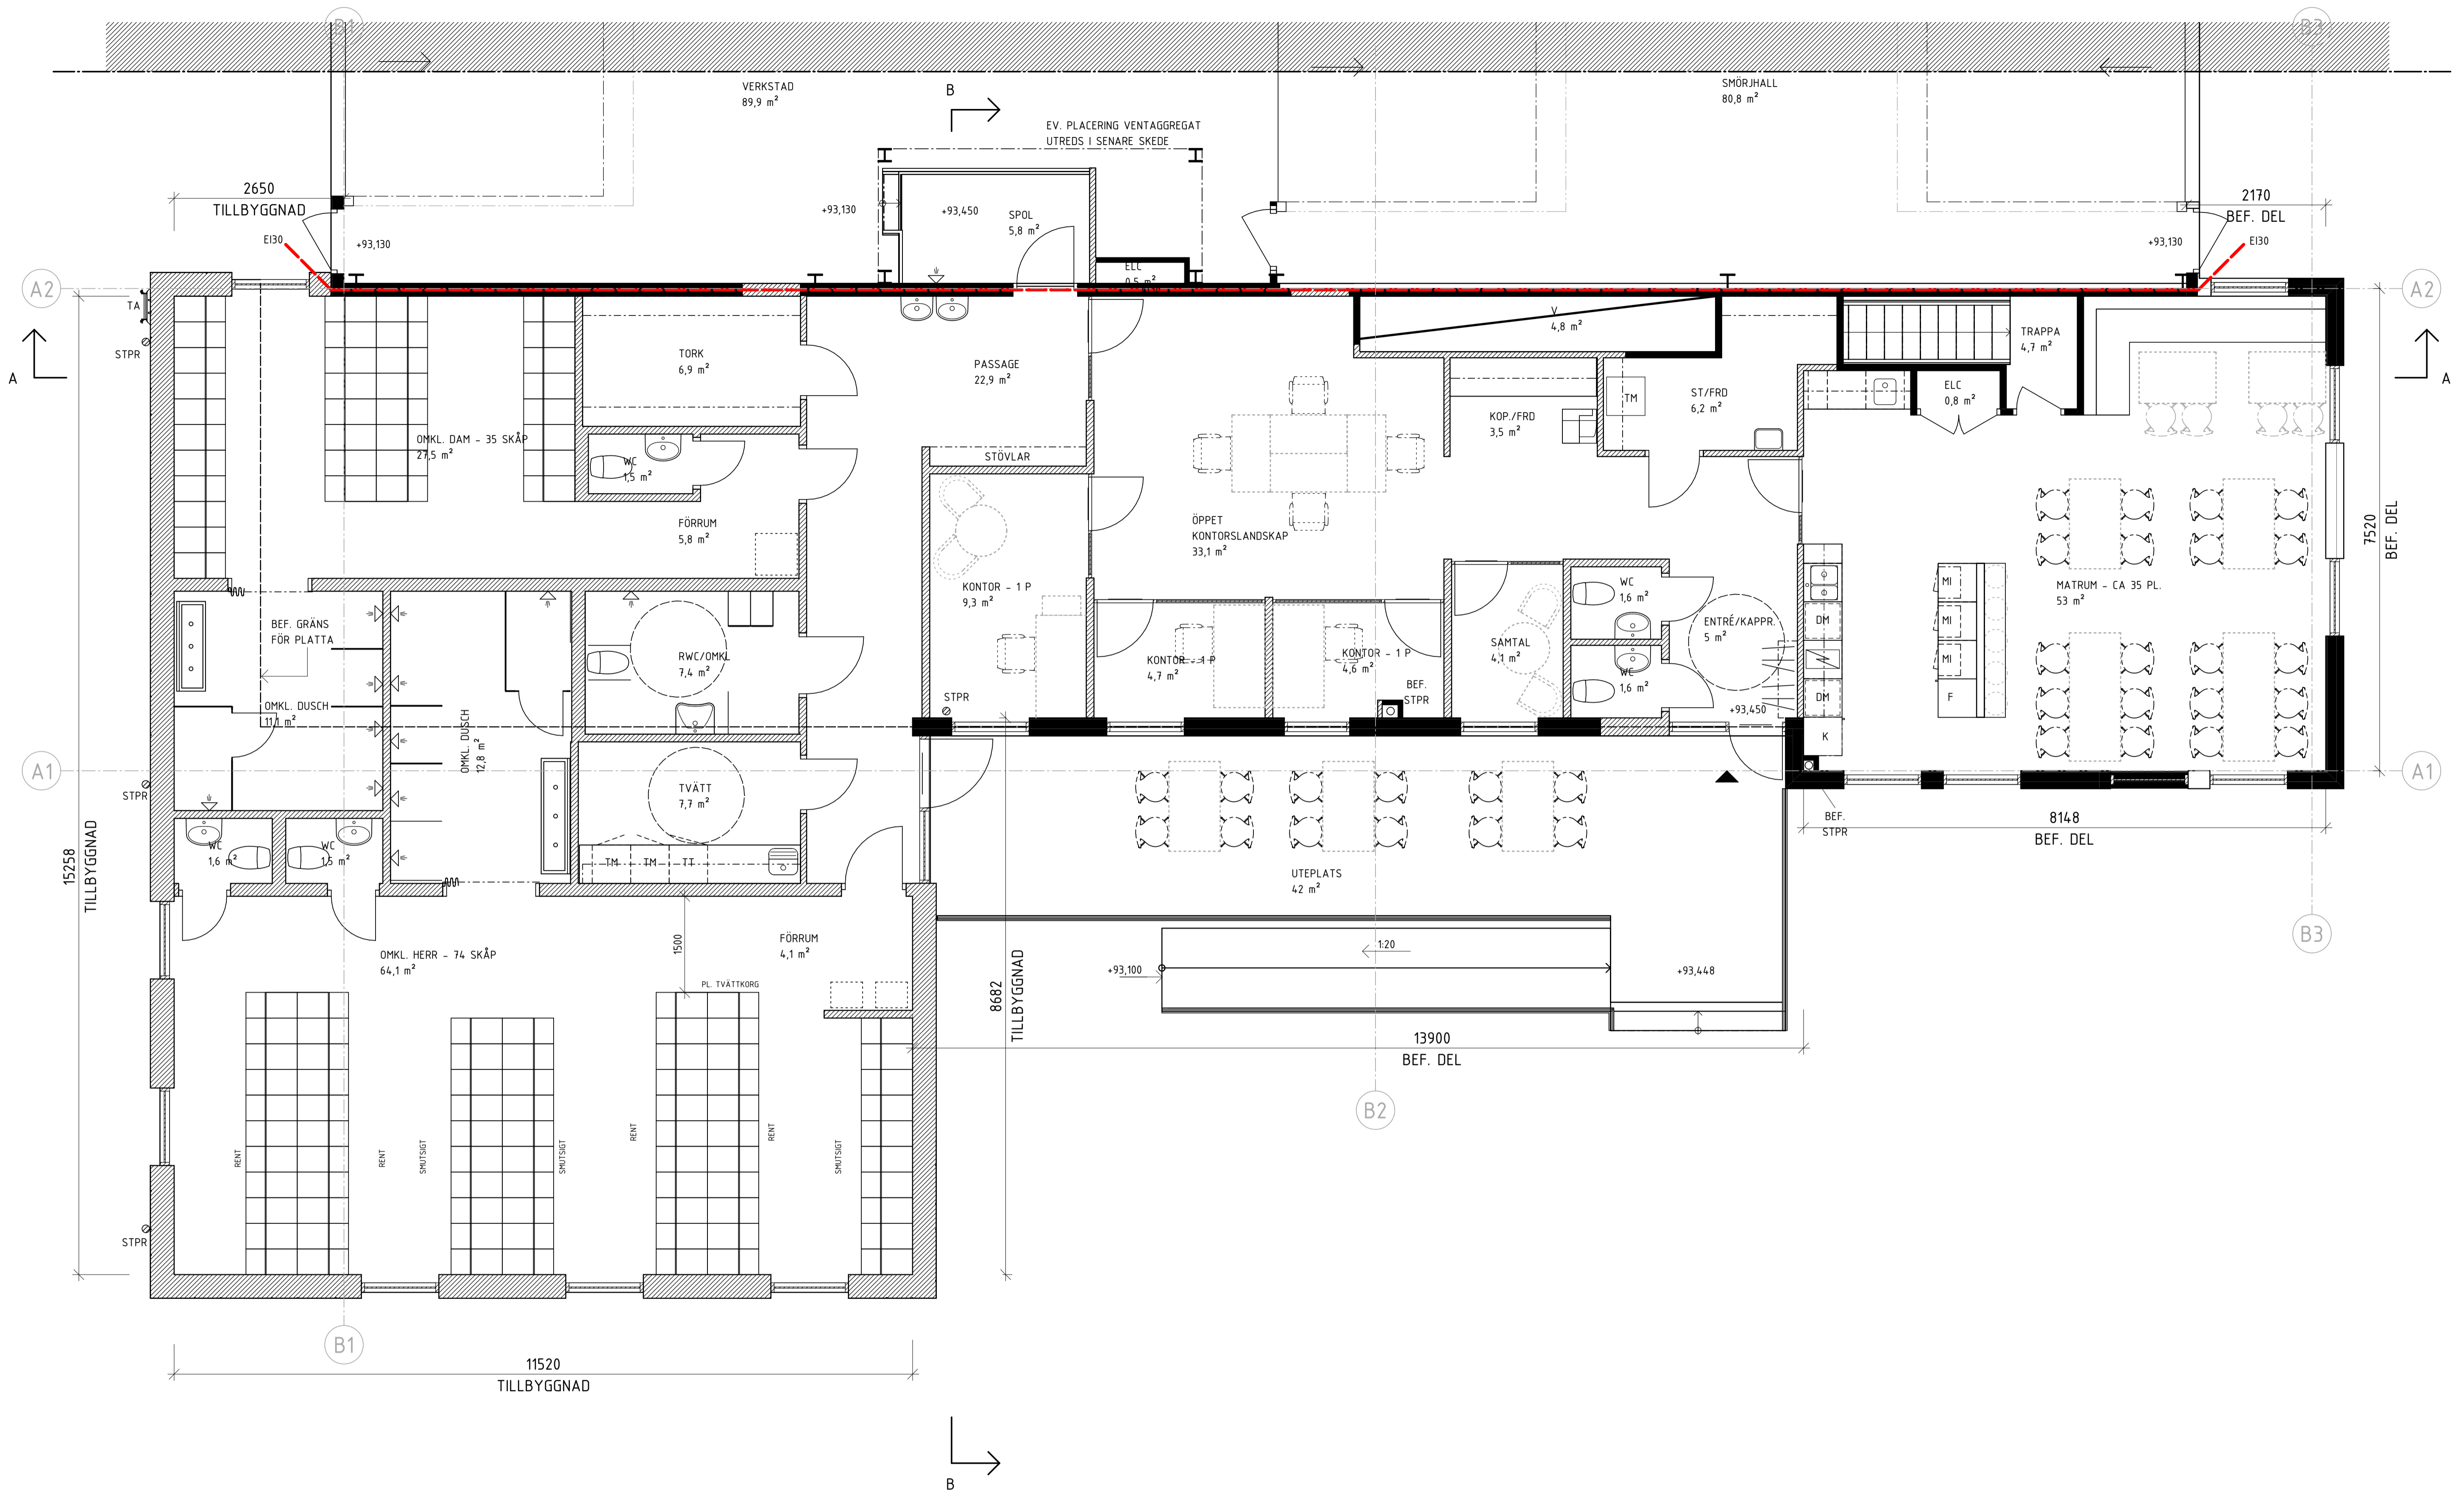 B1
B3
VERKSTAD
89,9 m²
SMÖRJHALL
80,8 m²
B
EV. PLACERING VENTAGGREGAT
UTREDS I SENARE SKEDE
2650
TILLBYGGNAD
2170
BEF. DEL
+93,130
+93,450
SPOL
5,8 m²
EI30
+93,130
+93,130
EI30
ELC
0,5 m²
A2
A2
TA
STPR
A
A
V
4,8 m²
TRAPPA
4,7 m²
TORK
6,9 m²
PASSAGE
22,9 m²
ST/FRD
6,2 m²
TM
ELC
0,8 m²
KOP./FRD
3,5 m²
OMKL. DAM - 35 SKÅP
27,5 m²
WC
1,5 m²
STÖVLAR
FÖRRUM
5,8 m²
ÖPPET
KONTORSLANDSKAP
33,1 m²
7520
BEF. DEL
KONTOR - 1 P
9,3 m²
WC
1,6 m²
MI
MATRUM - CA 35 PL.
53 m²
BEF. GRÄNS
FÖR PLATTA
ENTRÉ/KAPPR.
5 m²
DM
MI
RWC/OMKL
7,4 m²
KONTOR - 1 P
4,7 m²
KONTOR - 1 P
4,6 m²
SAMTAL
4,1 m²
MI
WC
1,6 m²
BEF.
STPR
DM
F
OMKL. DUSCH
11,1 m²
STPR
+93,450
K
OMKL. DUSCH
12,8 m²
A1
A1
STPR
TVÄTT
7,7 m²
BEF.
STPR
8148
BEF. DEL
WC
1,6 m²
WC
1,5 m²
TM
TM
TT
UTEPLATS
42 m²
15258
TILLBYGGNAD
1500
FÖRRUM
4,1 m²
OMKL. HERR - 74 SKÅP
64,1 m²
PL. TVÄTTKORG
1:20
+93,100
+93,448
B3
8682
TILLBYGGNAD
13900
BEF. DEL
B2
RENT
RENT
SMUTSIGT
SMUTSIGT
RENT
RENT
SMUTSIGT
STPR
B1
11520
TILLBYGGNAD
B